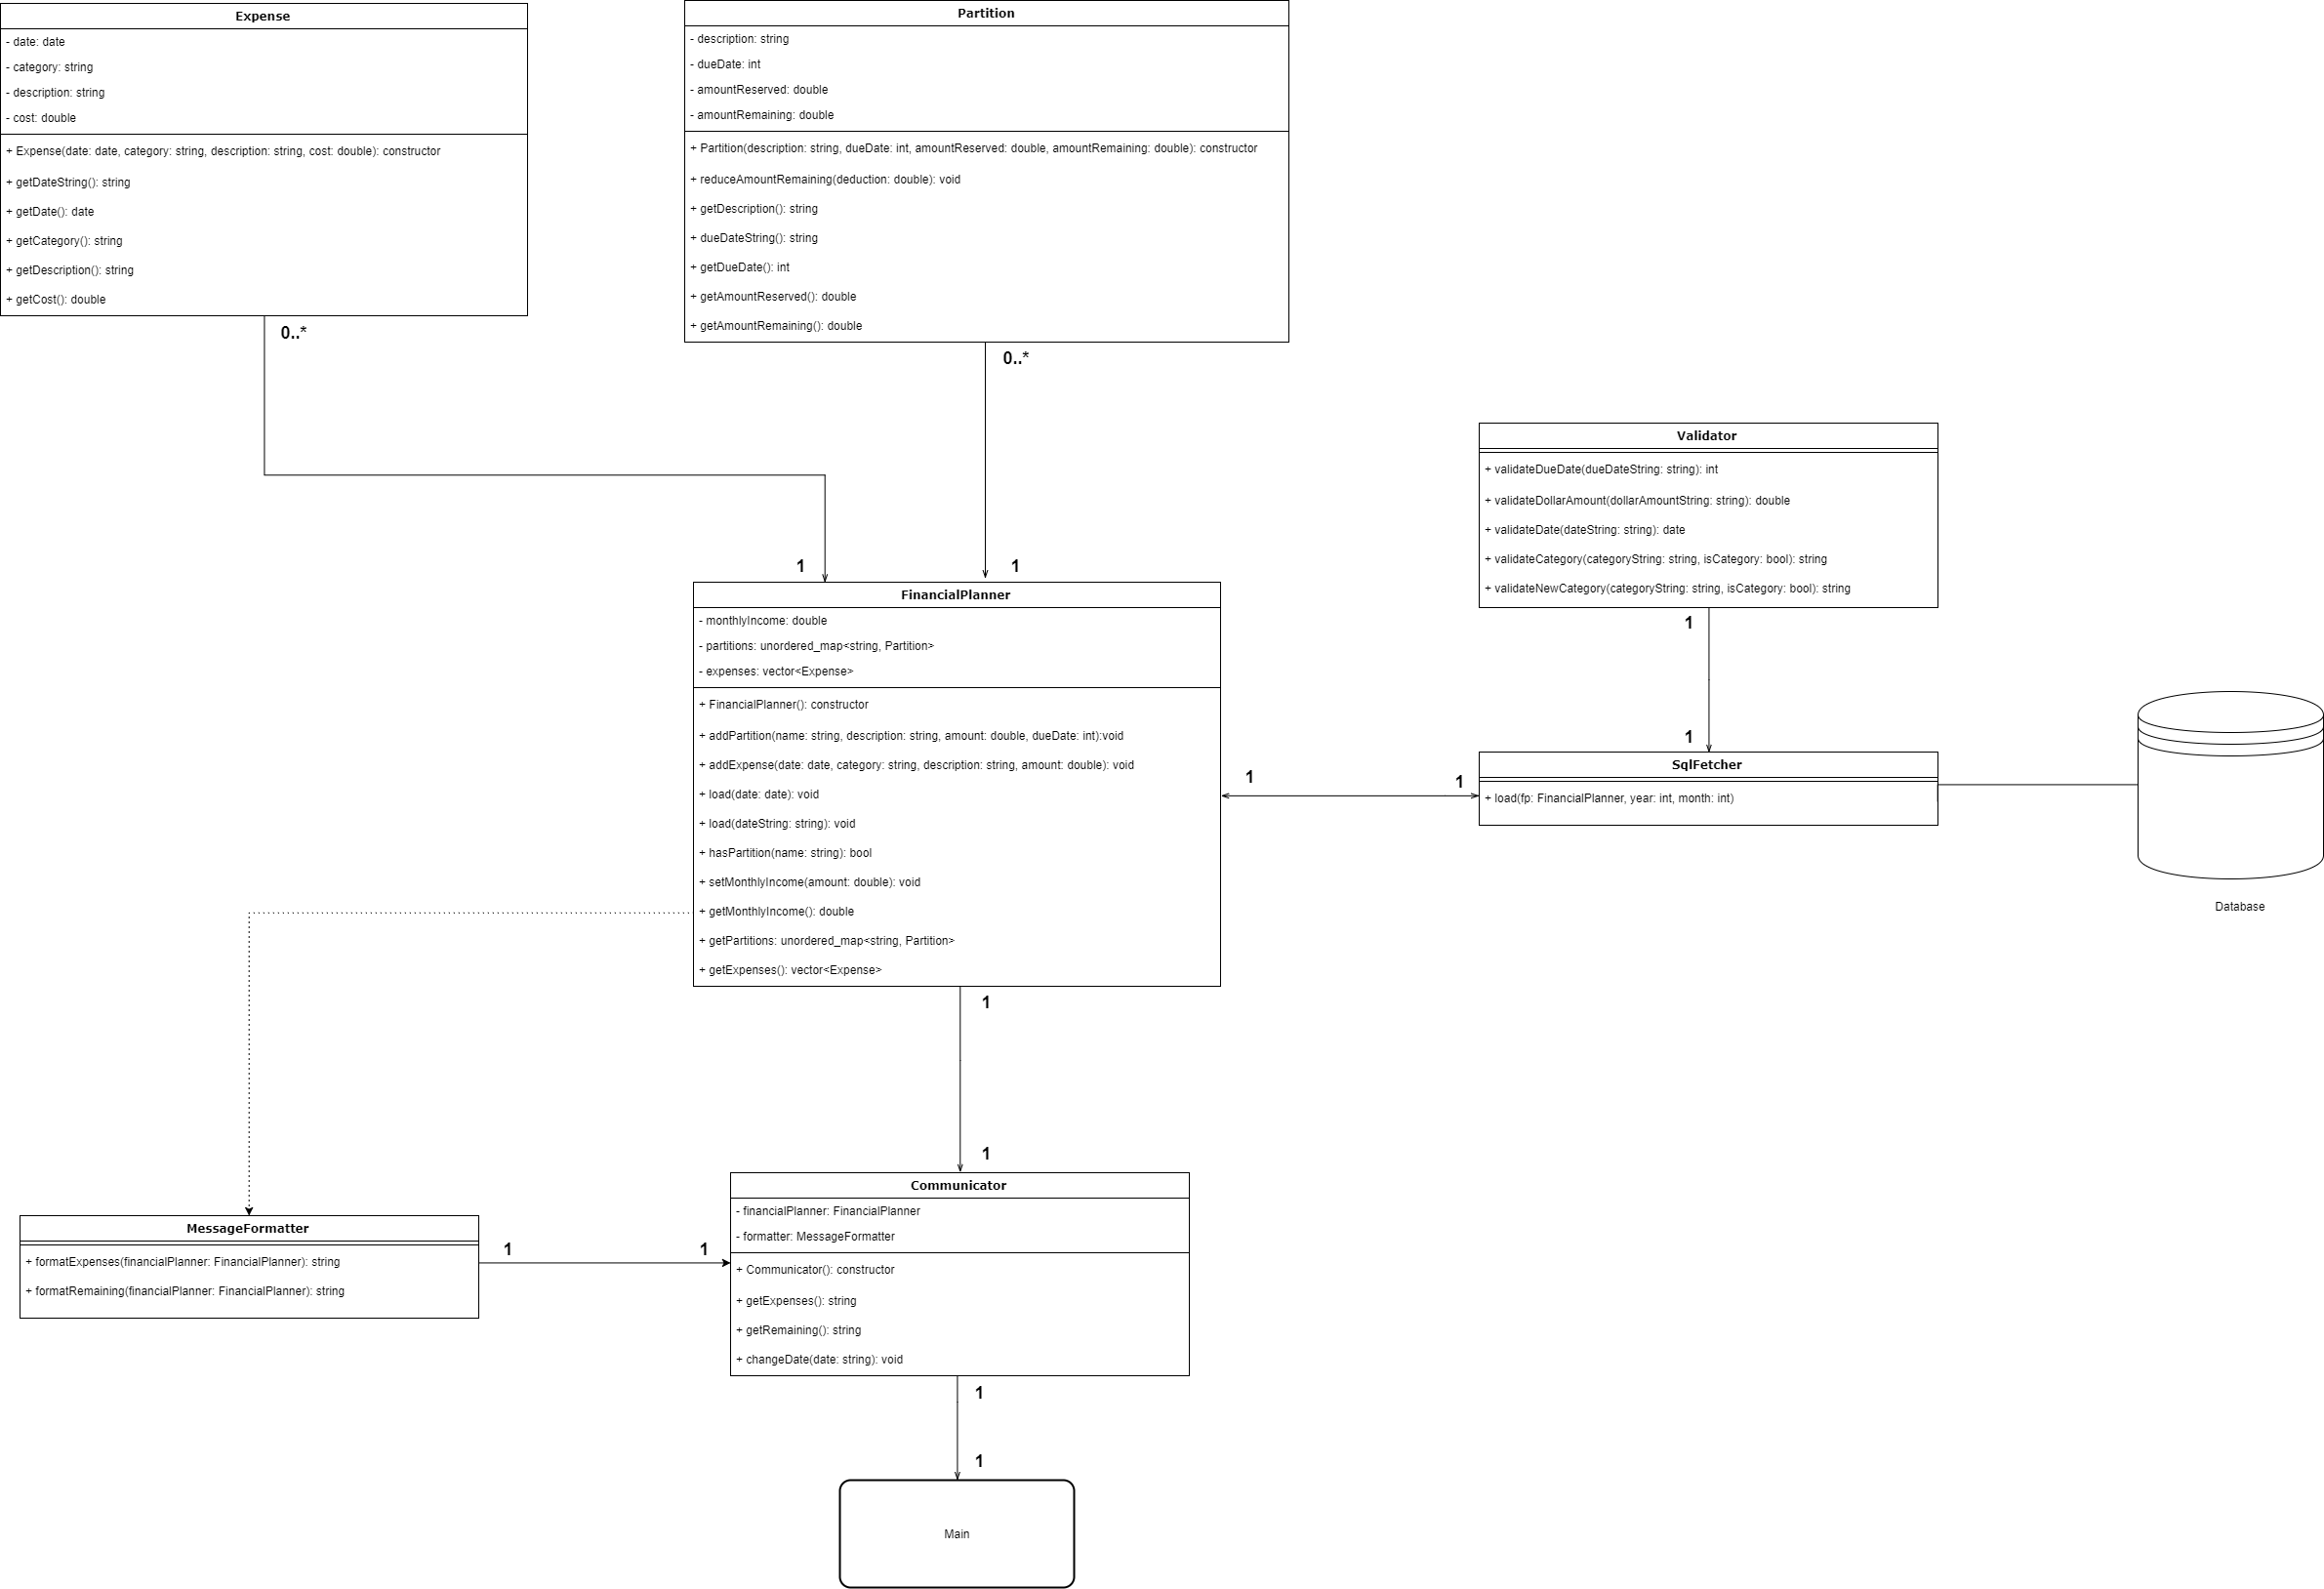 Expense
- date: date
- category: string
- description: string
- cost: double
+ Expense(date: date, category: string, description: string, cost: double): constructor
+ getDateString(): string
+ getDate(): date
+ getCategory(): string
+ getDescription(): string
+ getCost(): double
0..*
1
Partition
- description: string
- dueDate: int
- amountReserved: double
- amountRemaining: double
+ Partition(description: string, dueDate: int, amountReserved: double, amountRemaining: double): constructor
+ reduceAmountRemaining(deduction: double): void
+ getDescription(): string
+ dueDateString(): string
+ getDueDate(): int
+ getAmountReserved(): double
+ getAmountRemaining(): double
0..*
1
Validator
+ validateDueDate(dueDateString: string): int
+ validateDollarAmount(dollarAmountString: string): double
+ validateDate(dateString: string): date
+ validateCategory(categoryString: string, isCategory: bool): string
+ validateNewCategory(categoryString: string, isCategory: bool): string
1
1
FinancialPlanner
- monthlyIncome: double
- partitions: unordered_map<string, Partition>
- expenses: vector<Expense>
+ FinancialPlanner(): constructor
+ addPartition(name: string, description: string, amount: double, dueDate: int):void
+ addExpense(date: date, category: string, description: string, amount: double): void
+ load(date: date): void
+ load(dateString: string): void
+ hasPartition(name: string): bool
+ setMonthlyIncome(amount: double): void
+ getMonthlyIncome(): double
+ getPartitions: unordered_map<string, Partition>
+ getExpenses(): vector<Expense>
1
1
SqlFetcher
+ load(fp: FinancialPlanner, year: int, month: int)
Database
1
1
MessageFormatter
+ formatExpenses(financialPlanner: FinancialPlanner): string
+ formatRemaining(financialPlanner: FinancialPlanner): string
1
1
Communicator
- financialPlanner: FinancialPlanner
- formatter: MessageFormatter
+ Communicator(): constructor
+ getExpenses(): string
+ getRemaining(): string
+ changeDate(date: string): void
1
1
Main